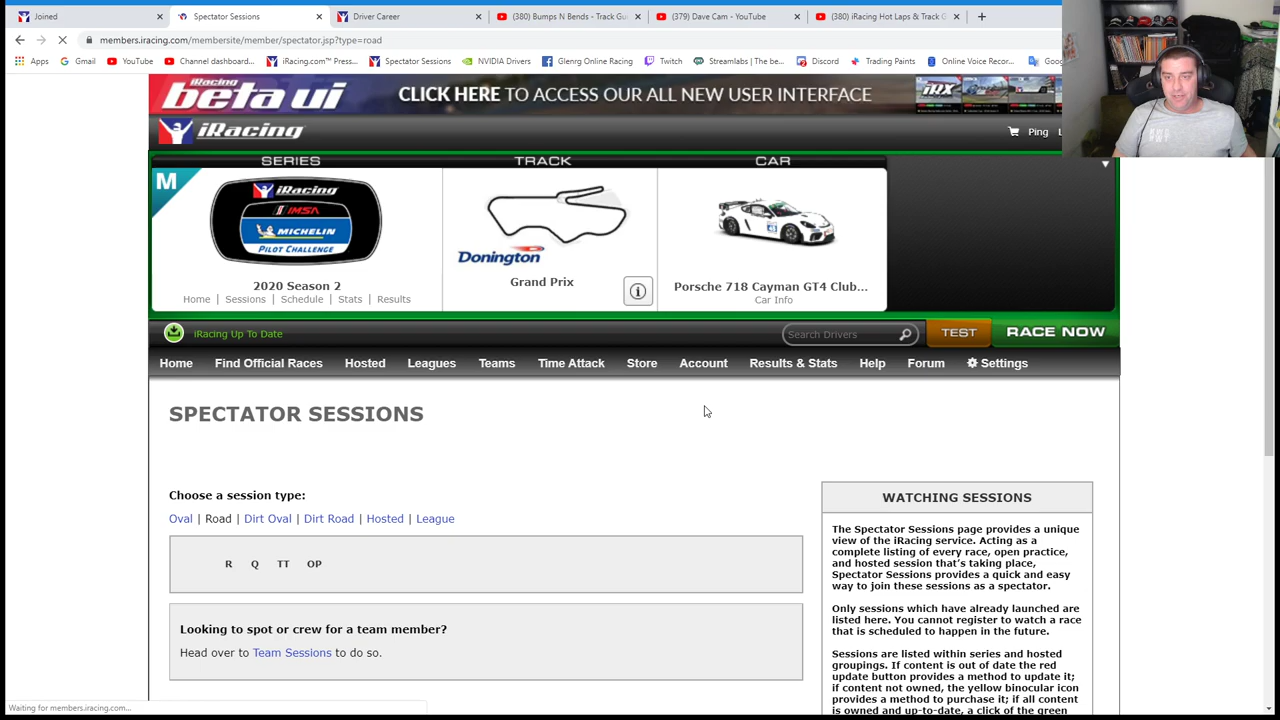 Joined
Spectator Sessions
Driver Career
(380) Bumps N Bends - Track Gu
(379) Dave Cam - YouTube
(380) iRacing Hot Laps & Track G
members.iracing.com/membersite/member/spectator.jsp?type=road
Apps
Gmail
YouTube
Channel dashboard...
iRacing.com™ Press...
Spectator Sessions
NVIDIA Drivers
Glenrg Online Racing
Twitch
Streamlabs | The be...
Discord
Trading Paints
Online Voice Recor...
iRacing
beta ui
CLICK HERE TO ACCESS OUR ALL NEW USER INTERFACE
iRacing
Ping
SERIES
TRACK
CAR
M
iRacing
IMSA
MICHELIN
PILOT CHALLENGE
Donington
2020 Season 2
Grand Prix
Porsche 718 Cayman GT4 Club...
Home | Sessions | Schedule | Stats | Results
Car Info
iRacing Up To Date
Search Drivers
TEST
RACE NOW
Home
Find Official Races
Hosted
Leagues
Teams
Time Attack
Store
Account
Results & Stats
Help
Forum
Settings
SPECTATOR SESSIONS
Choose a session type:
Oval | Road | Dirt Oval | Dirt Road | Hosted | League
R Q TT OP
Looking to spot or crew for a team member?
Head over to Team Sessions to do so.
WATCHING SESSIONS
The Spectator Sessions page provides a unique
view of the iRacing service. Acting as a
complete listing of every race, open practice,
and hosted session that's taking place,
Spectator Sessions provides a quick and easy
way to join these sessions as a spectator.
Only sessions which have already launched are
listed here. You cannot register to watch a race
that is scheduled to happen in the future.
Sessions are listed within series and hosted
groupings. If content is out of date the red
update button provides a method to update it;
if content not owned, the yellow binocular icon
provides a method to purchase it; if all content
is owned and up-to-date, a click of the green
Waiting for members.iracing.com...